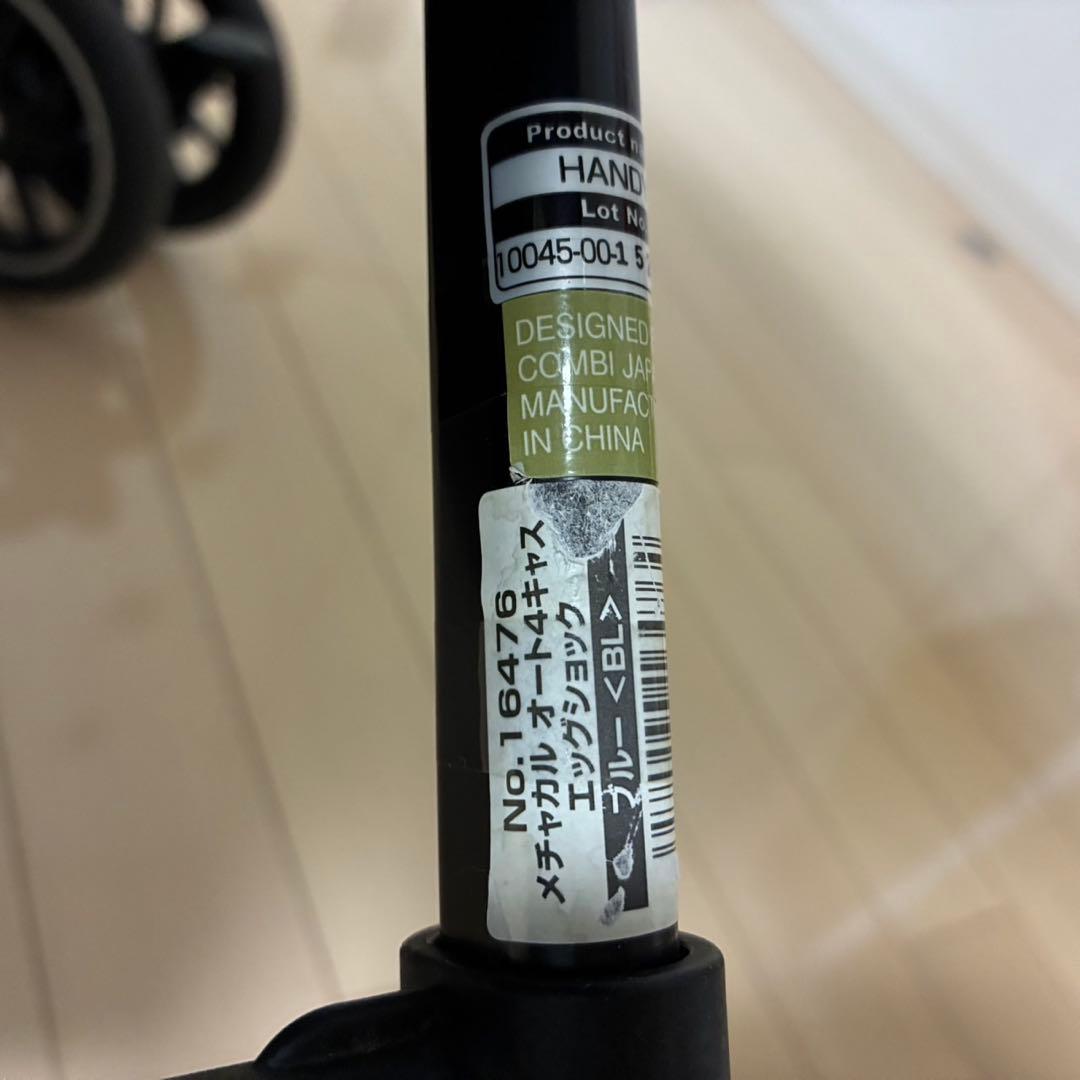 Product
HAND
Lot No
10045-00-1 5
DESIGNED
COMBI JAP
MANUFACT
IN CHINA
No.16476
メチャカル オート4キャス
エッグショック
ブルー<BL>